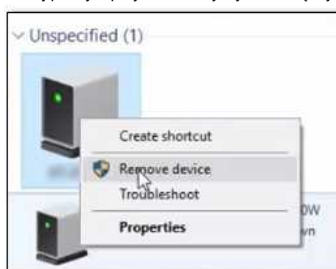 Unspecified (1)
Create shortcut
Remove device
Troubleshoot
Properties